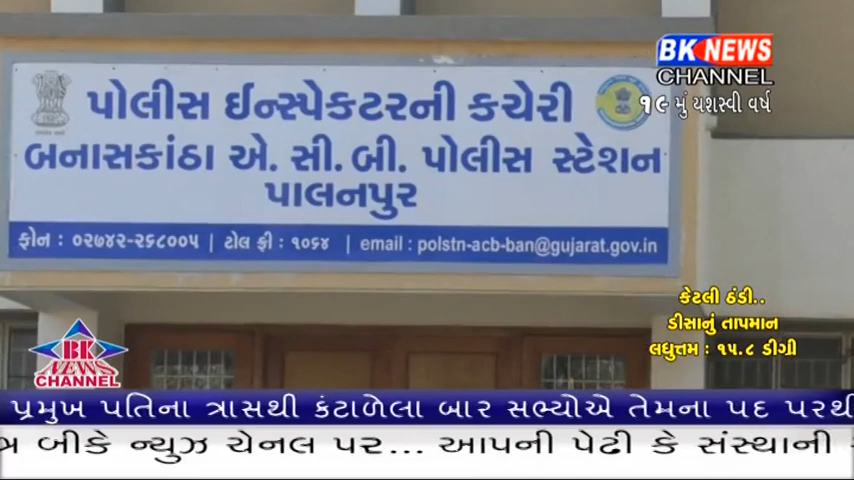 BK NEWS
CHANNEL
૧૯ મું યશસ્વી વર્ષ
પોલીસ ઈન્સ્પેકટરની કચેરી
બનાસકાંઠા એ. સી. બી. પોલીસ સ્ટેશન
પાલનપુર
ફોન : ૦૨૭૪૨-૨૬૮૦૦૫ | ટોલ ફ્રી : ૧૦૬૪ | email : polstn-acb-ban@gujarat.gov.in
કેટલી ઠંડી..
ડીસાનું તાપમાન
લઘુત્તમ : ૧૫.૮ ડીગ્રી
BK
NEWS
CHANNEL
પ્રમુખ પતિના ત્રાસથી કંટાળેલા બાર સભ્યોએ તેમના પદ પરથી
બીકે ન્યુઝ ચેનલ પર... આપની પેઢી કે સંસ્થાની